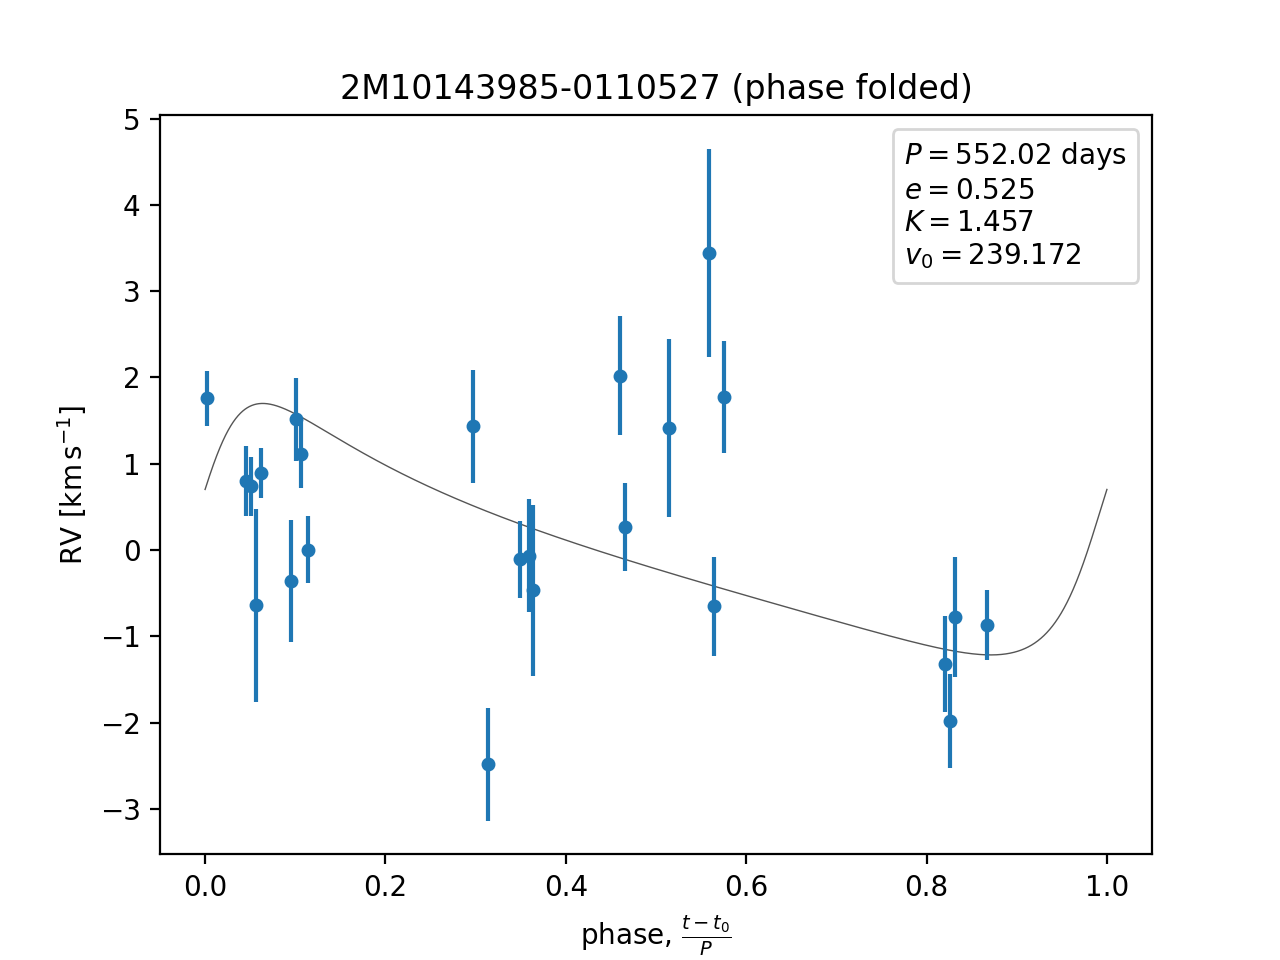 2M10143985-0110527 (phase folded)
P = 552.02 days
e = 0.525
K = 1.457
v₀ = 239.172
5
4
3
2
1
0
−1
−2
−3
RV [km s⁻¹]
0.0 0.2 0.4 0.6 0.8 1.0
phase, (t − t₀)/P